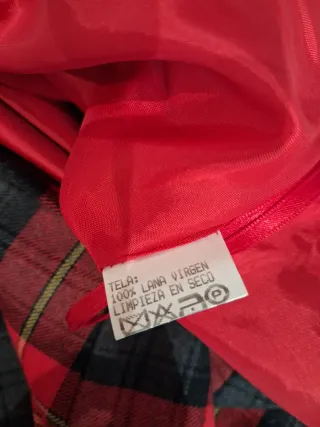 TELA:
100% LANA VIRGEN
LIMPIEZA EN SECO